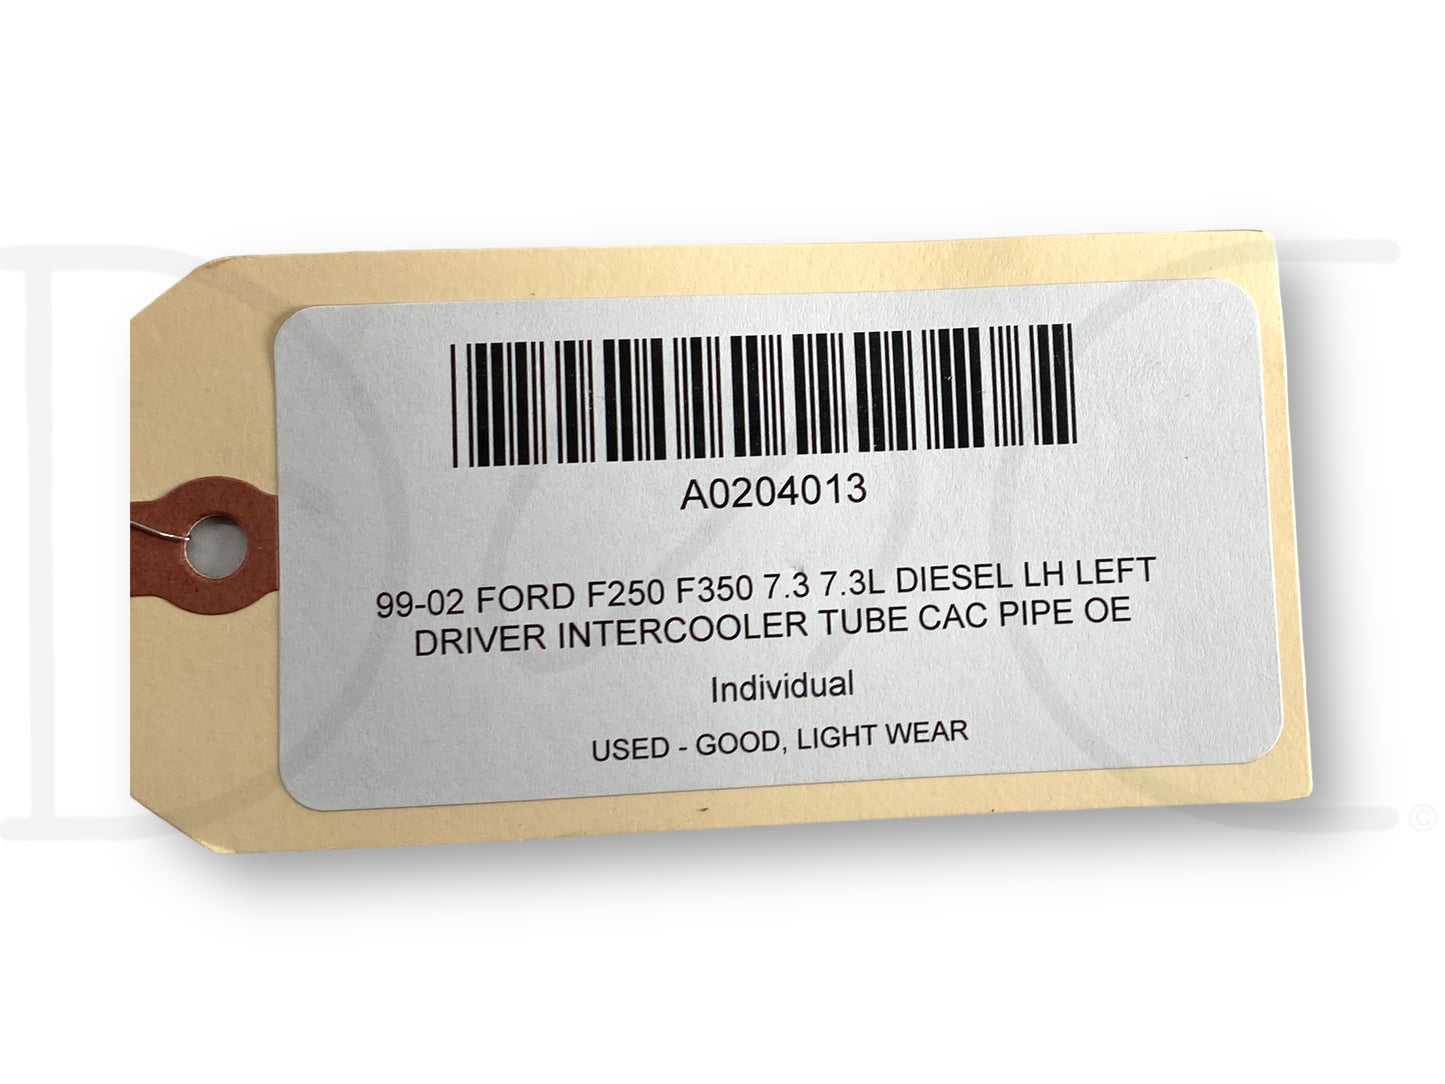 A0204013
99-02 FORD F250 F350 7.3 7.3L DIESEL LH LEFT
DRIVER INTERCOOLER TUBE CAC PIPE OE
Individual
USED - GOOD, LIGHT WEAR
©